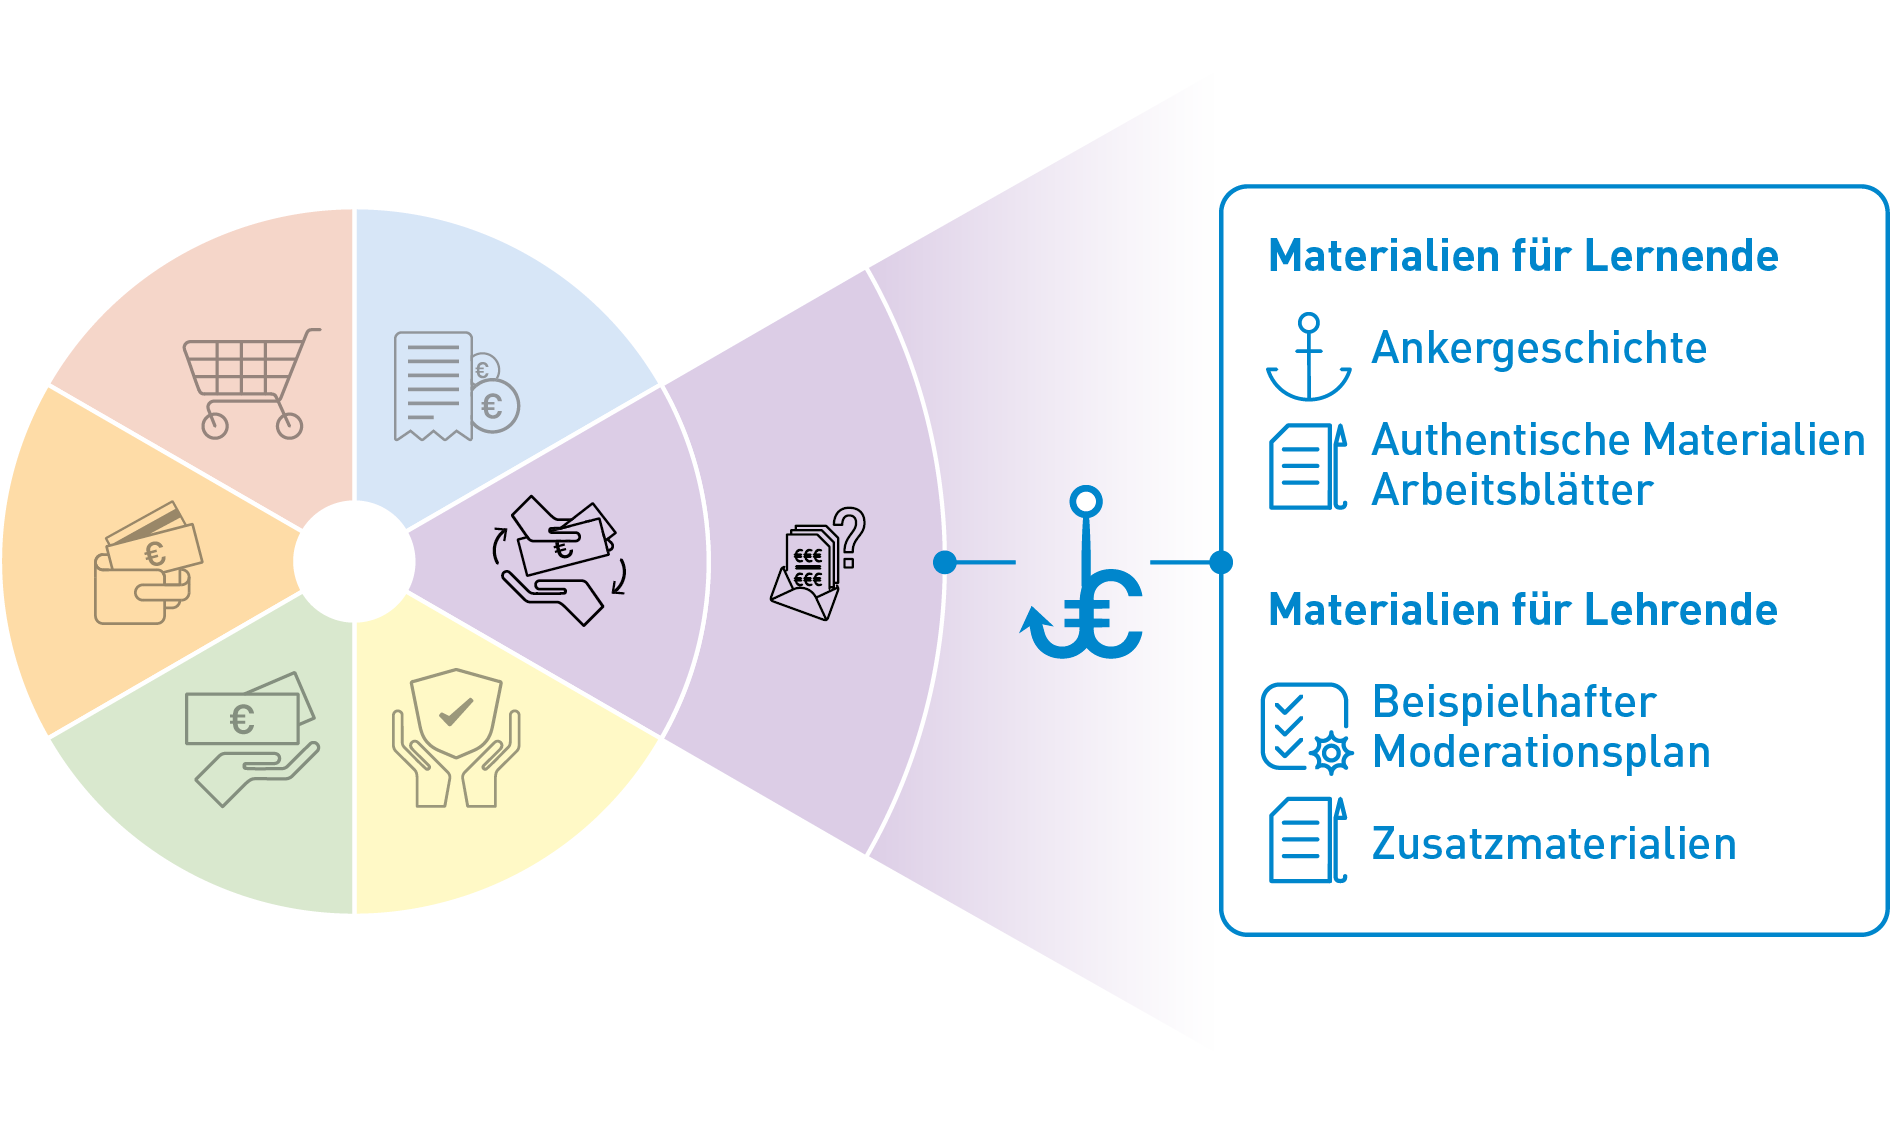 Materialien für Lernende
Ankergeschichte
Authentische Materialien
Arbeitsblätter
Materialien für Lehrende
Beispielhafter
Moderationsplan
Zusatzmaterialien
€
€
€
€
€
€€€
€€€
?
€